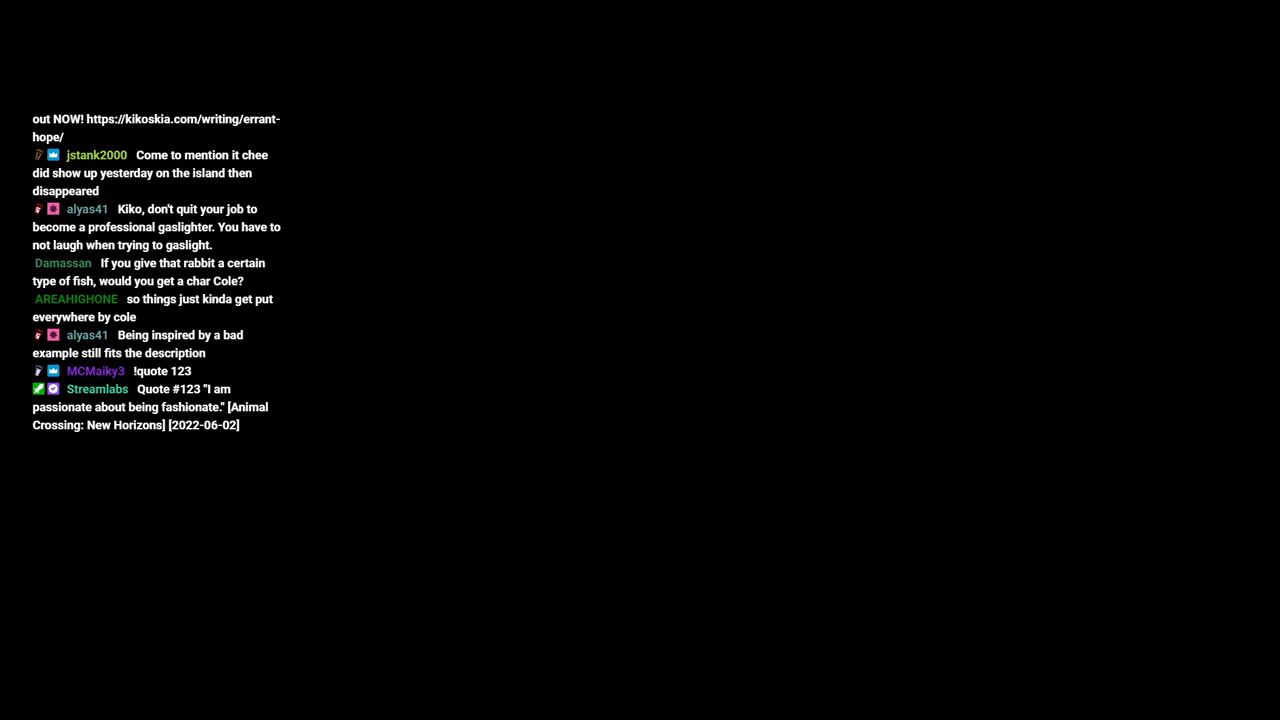 out NOW! https://kikoskia.com/writing/errant-
hope/
jstank2000 Come to mention it chee
did show up yesterday on the island then
disappeared
alyas41 Kiko, don't quit your job to
become a professional gaslighter. You have to
not laugh when trying to gaslight.
Damassan If you give that rabbit a certain
type of fish, would you get a char Cole?
AREAHIGHONE so things just kinda get put
everywhere by cole
alyas41 Being inspired by a bad
example still fits the description
MCMaiky3 !quote 123
Streamlabs Quote #123 "I am
passionate about being fashionate." [Animal
Crossing: New Horizons] [2022-06-02]